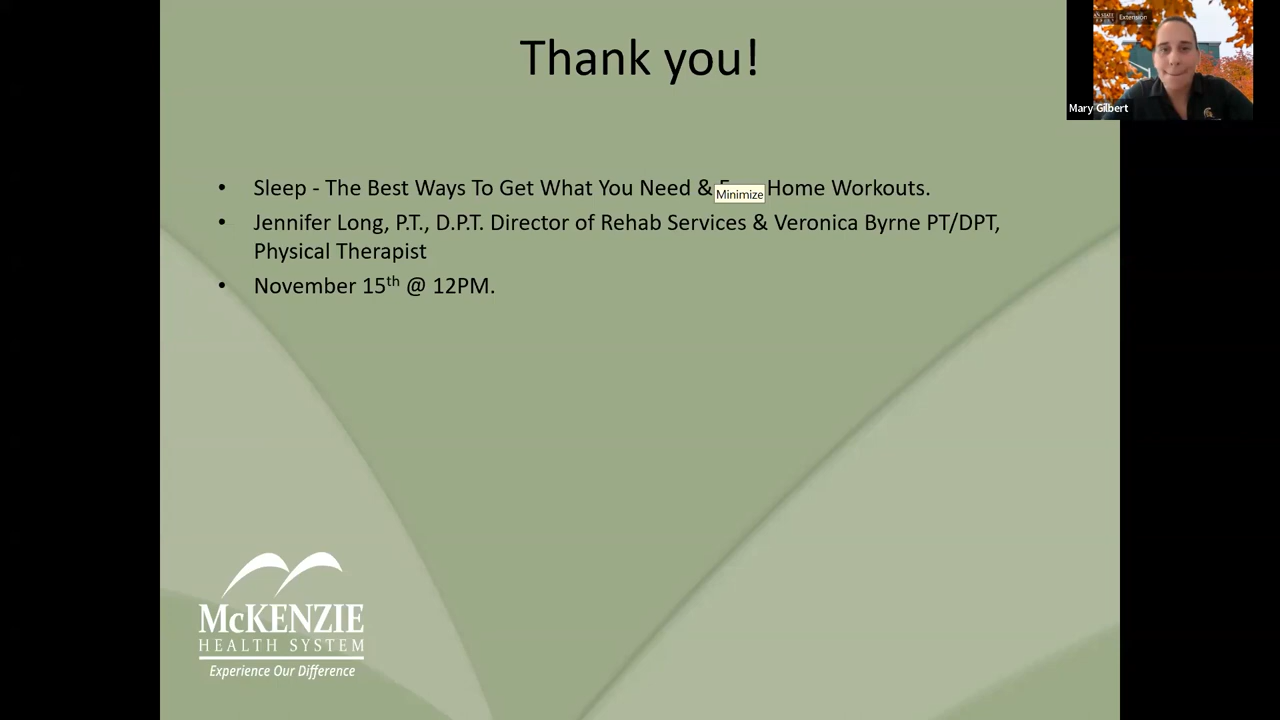 Thank you!
Extension
Mary Gilbert
• Sleep - The Best Ways To Get What You Need & Home Workouts.
Minimize
• Jennifer Long, P.T., D.P.T. Director of Rehab Services & Veronica Byrne PT/DPT,
Physical Therapist
• November 15th @ 12PM.
McKENZIE
HEALTH SYSTEM
Experience Our Difference